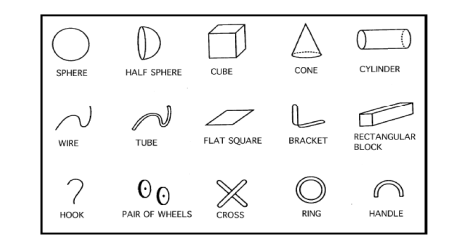 SPHERE
HALF SPHERE
CUBE
CONE
CYLINDER
WIRE
TUBE
FLAT SQUARE
BRACKET
RECTANGULAR
BLOCK
HOOK
PAIR OF WHEELS
CROSS
RING
HANDLE